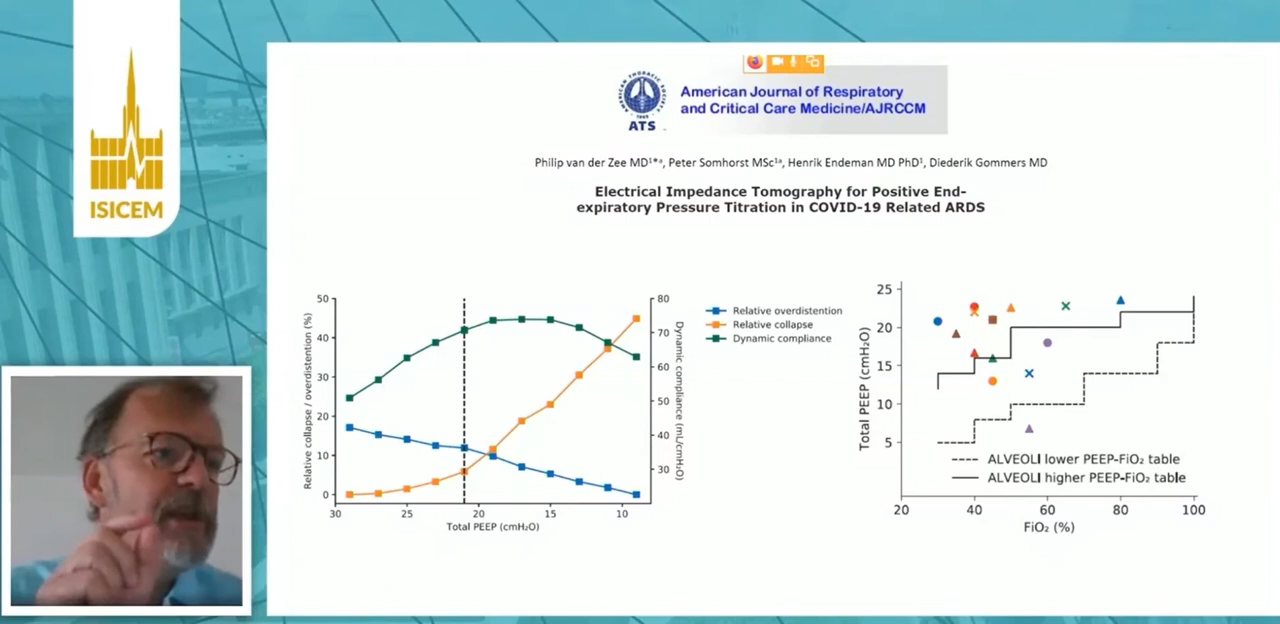 ISICEM
ATS
American Journal of Respiratory
and Critical Care Medicine/AJRCCM
Philip van der Zee MD¹*ᵃ, Peter Somhorst MSc¹ᵃ, Henrik Endeman MD PhD¹, Diederik Gommers MD
Electrical Impedance Tomography for Positive End-
expiratory Pressure Titration in COVID-19 Related ARDS
Relative collapse / overdistention (%)
50
40
30
20
10
0
30
25
20
15
10
Total PEEP (cmH₂O)
80
70
60
50
40
30
Dynamic compliance (mL/cmH₂O)
Relative overdistention
Relative collapse
Dynamic compliance
Total PEEP (cmH₂O)
25
20
15
10
5
ALVEOLI lower PEEP-FiO₂ table
ALVEOLI higher PEEP-FiO₂ table
20
40
60
80
100
FiO₂ (%)